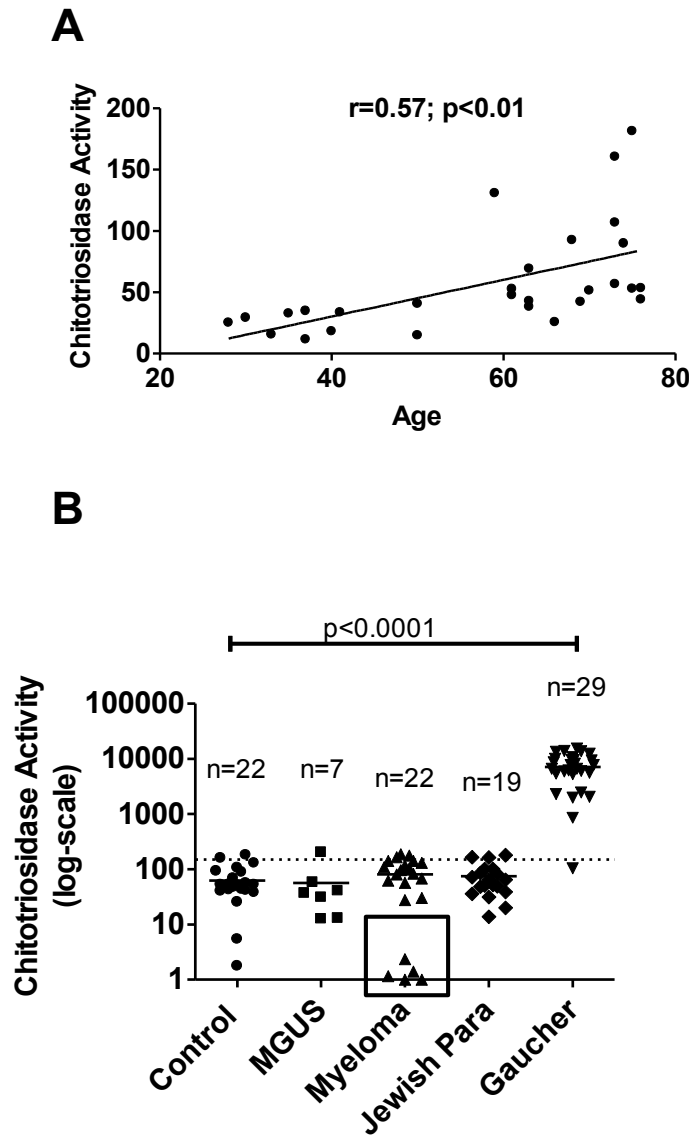 A
r=0.57; p<0.01
Chitotriosidase Activity
200
150
100
50
0
20
40
60
80
Age
B
p<0.0001
n=29
n=22
n=7
n=22
n=19
Chitotriosidase Activity
(log-scale)
100000
10000
1000
100
10
1
Control
MGUS
Myeloma
Jewish Para
Gaucher